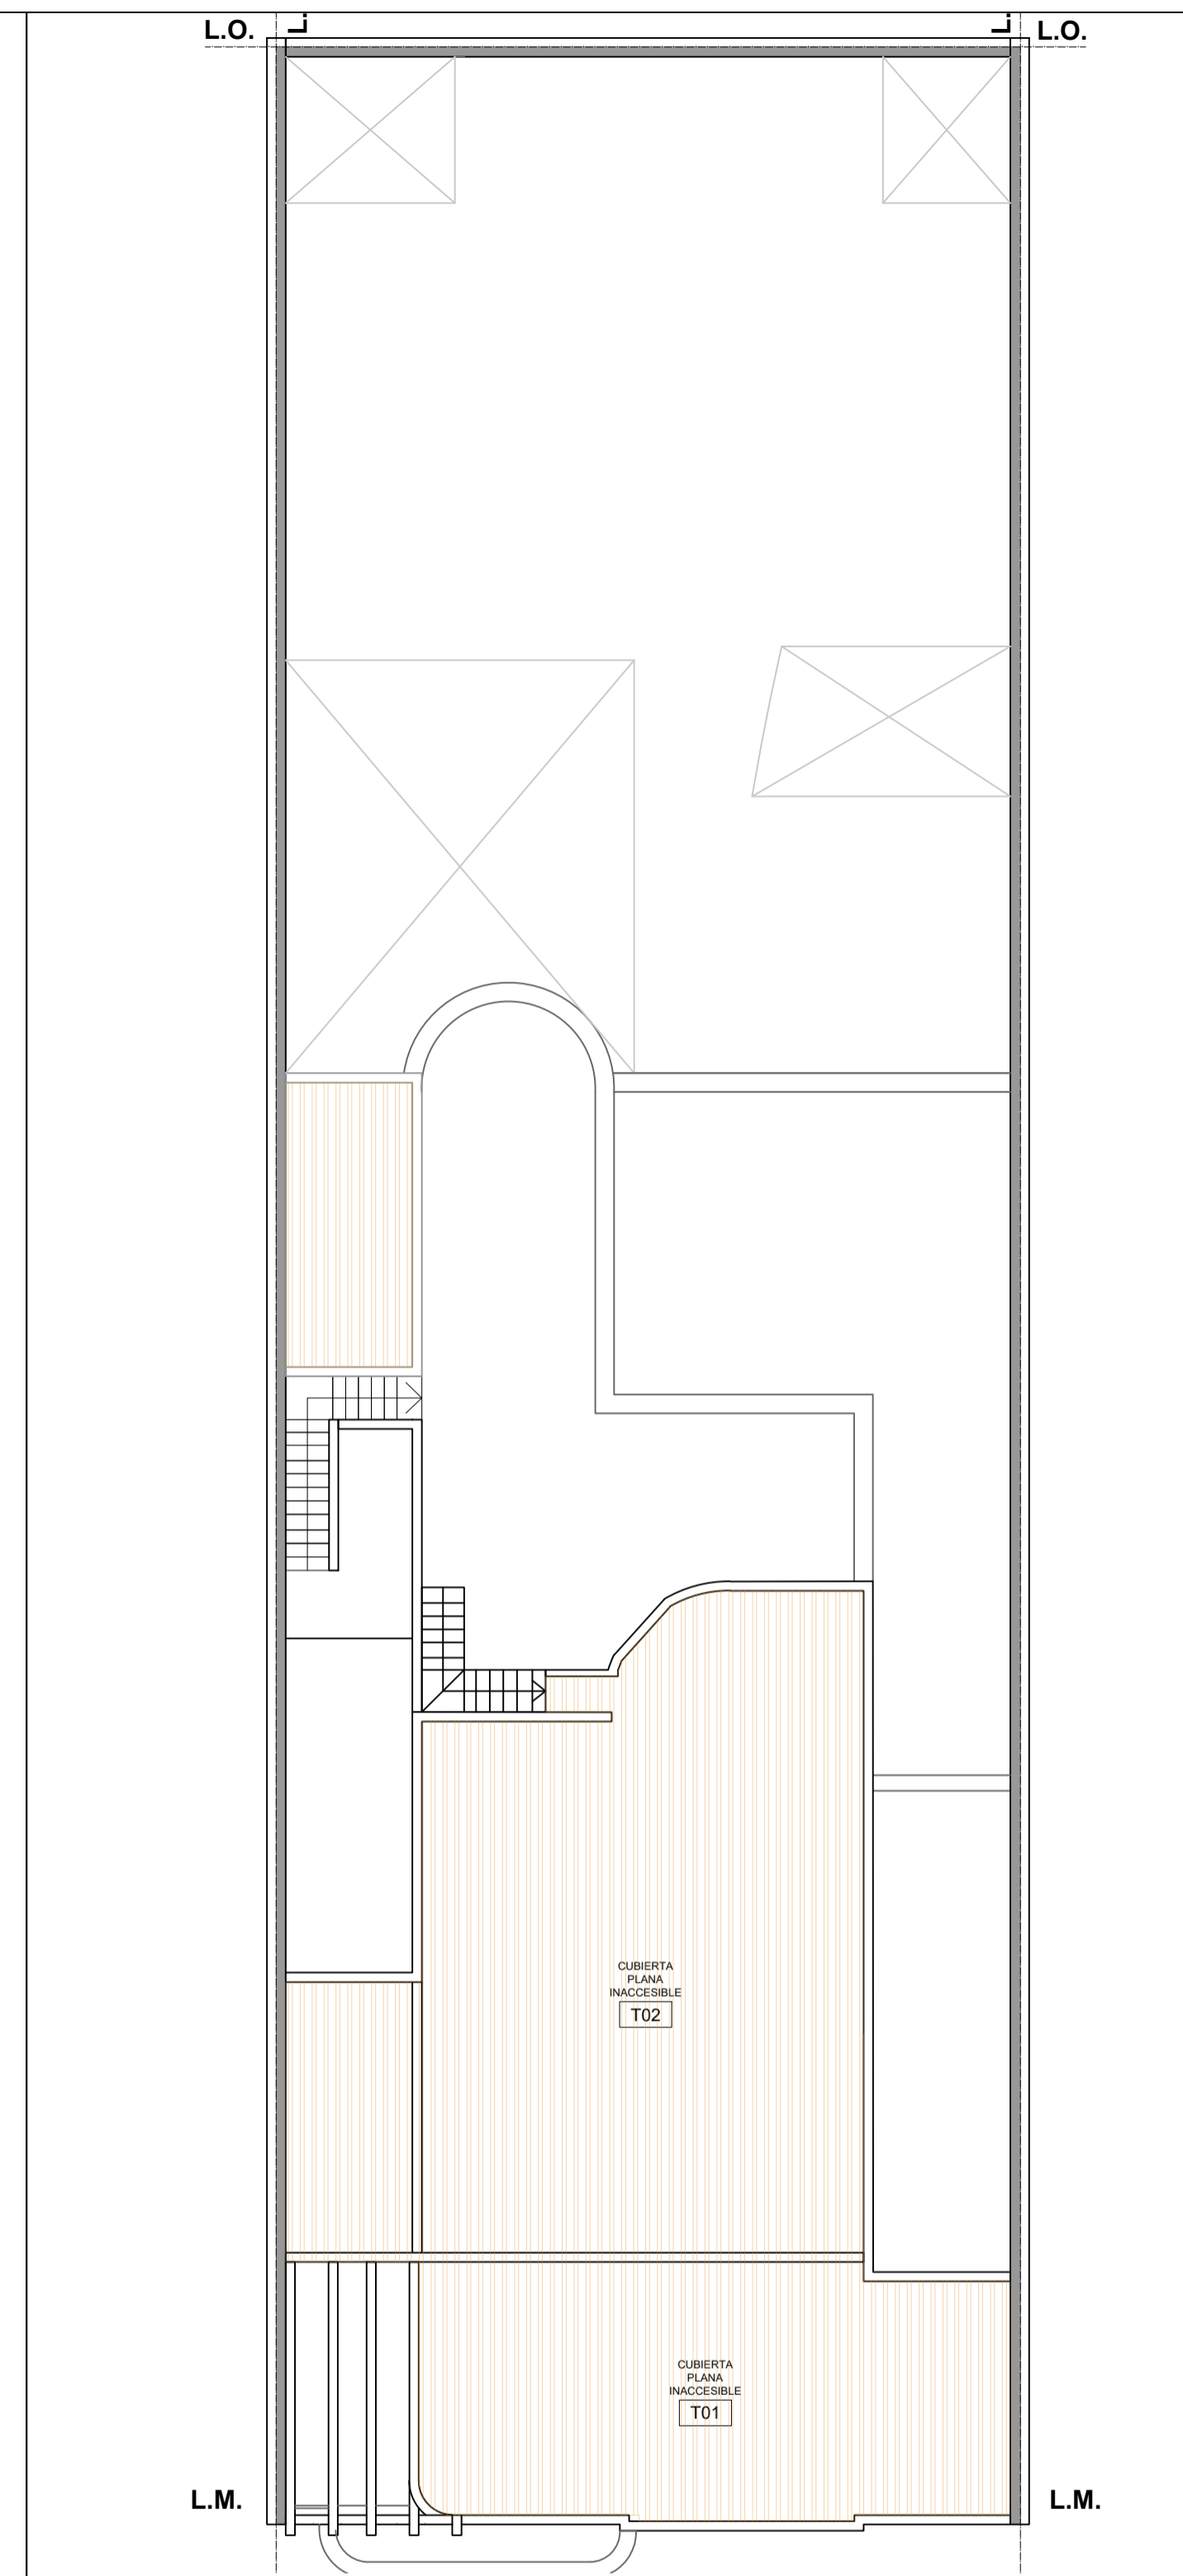 L.O.
L.
L.
L.O.
CUBIERTA
PLANA
INACCESIBLE
T02
CUBIERTA
PLANA
INACCESIBLE
T01
L.M.
L.M.